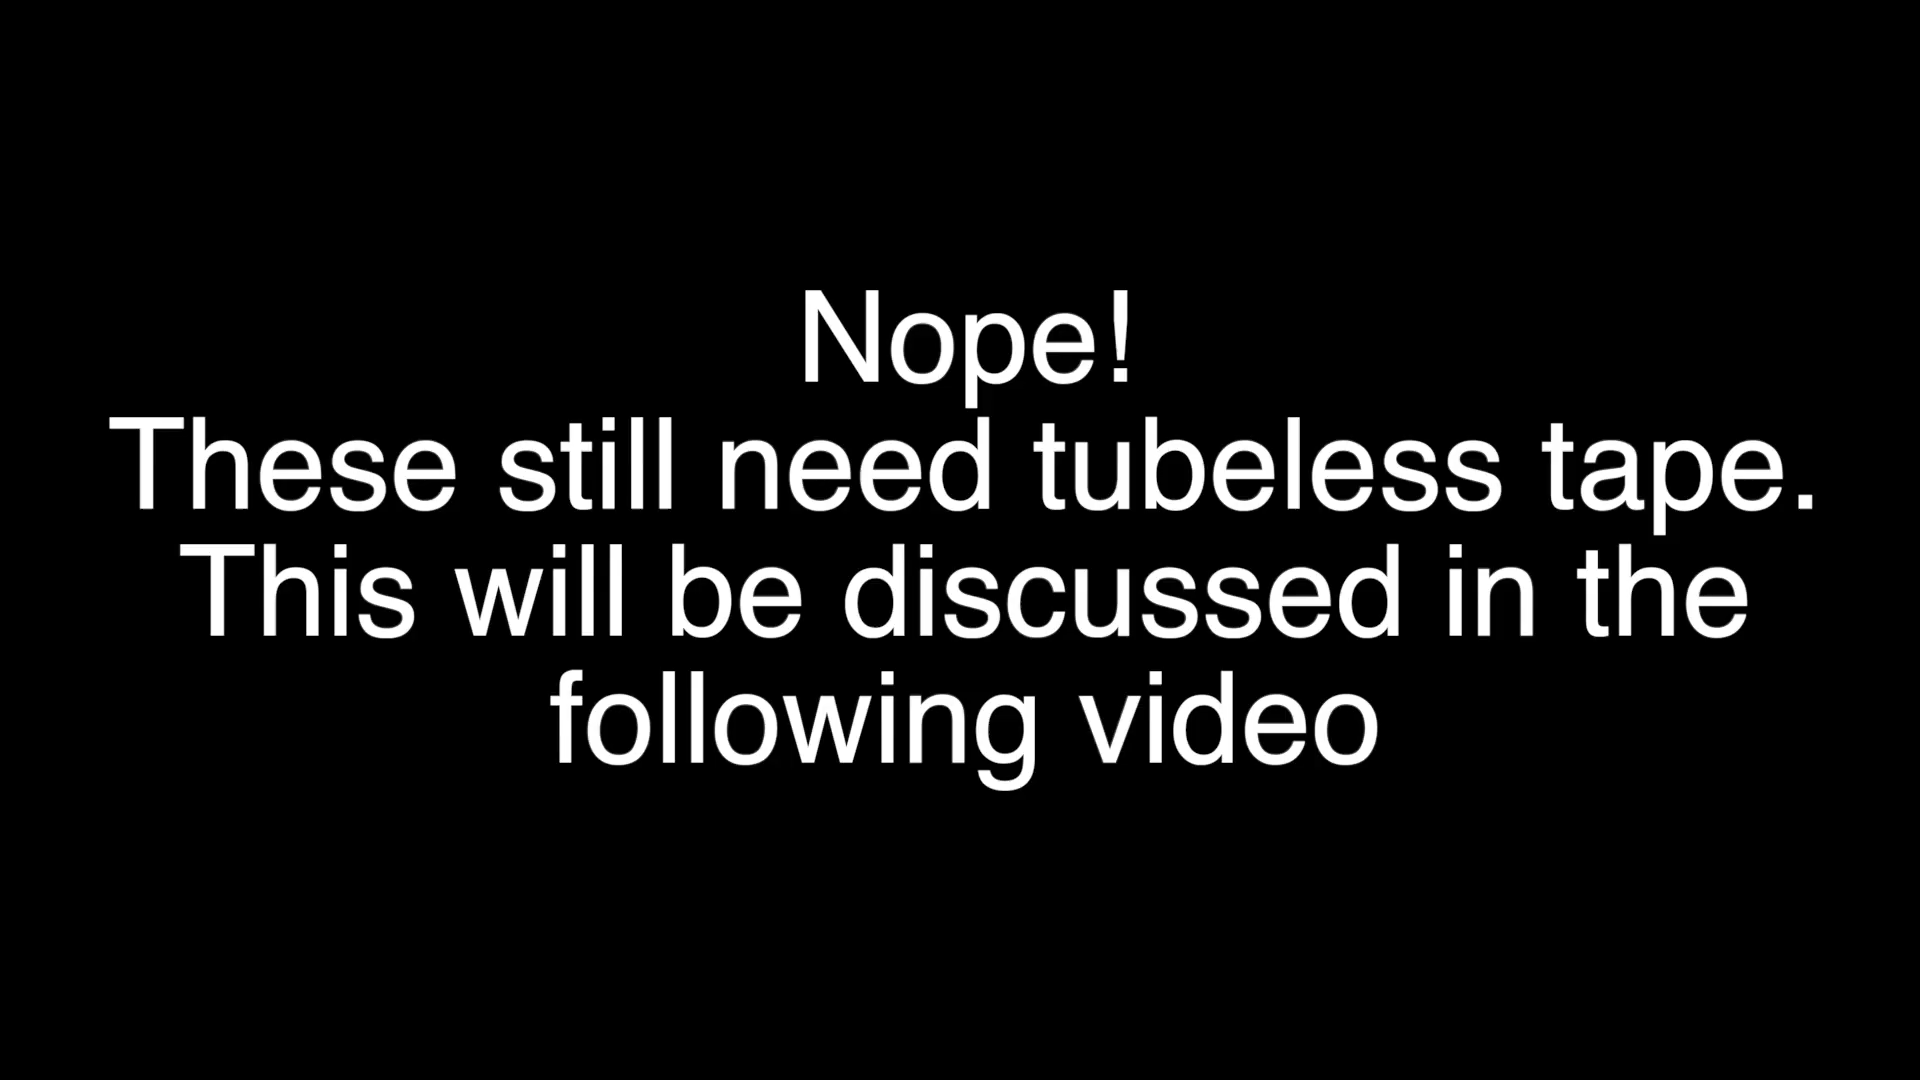 Nope!
These still need tubeless tape.
This will be discussed in the
following video